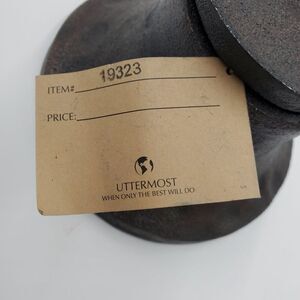 ITEM# 19323
PRICE:
UTTERMOST
WHEN ONLY THE BEST WILL DO